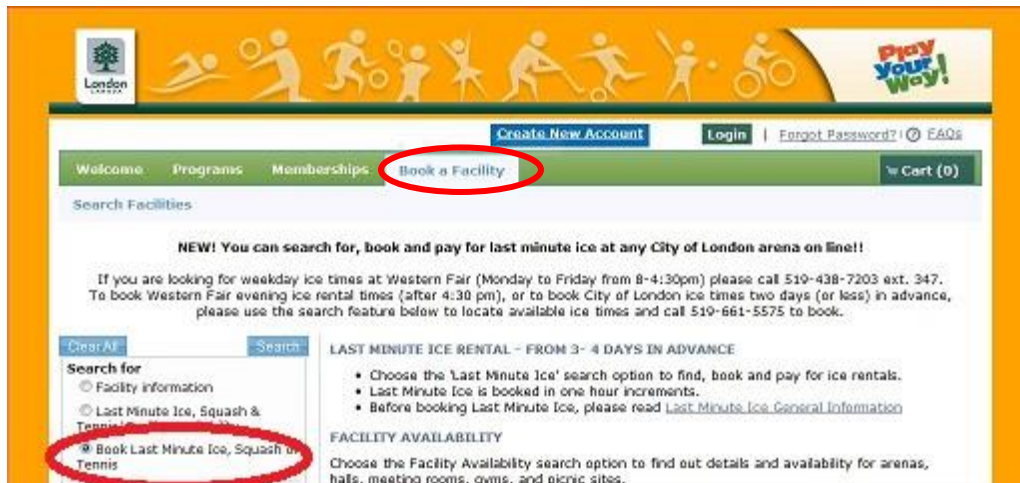 London
CANADA
Play
Your
Way!
Create New Account
Login | Forgot Password? | FAQs
Welcome Programs Memberships Book a Facility
Cart (0)
Search Facilities
NEW! You can search for, book and pay for last minute ice at any City of London arena on line!!
If you are looking for weekday ice times at Western Fair (Monday to Friday from 8-4:30pm) please call 519-438-7203 ext. 347.
To book Western Fair evening ice rental times (after 4:30 pm), or to book City of London ice times two days (or less) in advance,
please use the search feature below to locate available ice times and call 519-661-5575 to book.
Clear All Search
Search for
Facility information
Last Minute Ice, Squash &
Tennis
Book Last Minute Ice, Squash or
Tennis
LAST MINUTE ICE RENTAL - FROM 3- 4 DAYS IN ADVANCE
• Choose the 'Last Minute Ice' search option to find, book and pay for ice rentals.
• Last Minute Ice is booked in one hour increments.
• Before booking Last Minute Ice, please read Last Minute Ice General Information
FACILITY AVAILABILITY
Choose the Facility Availability search option to find out details and availability for arenas,
halls, meeting rooms, gyms, and picnic sites.